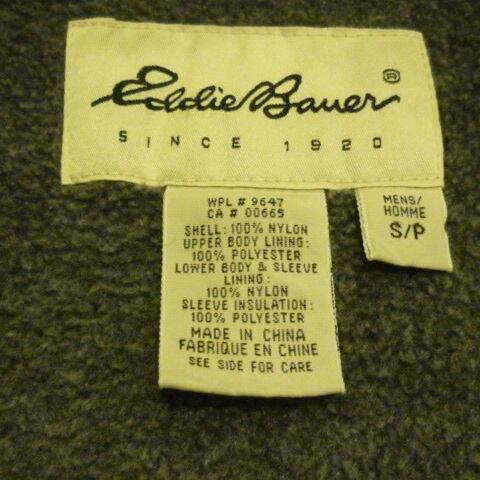 Eddie Bauer ®
SINCE 1920
WPL # 9647
CA # 00665
SHELL: 100% NYLON
UPPER BODY LINING:
100% POLYESTER
LOWER BODY & SLEEVE
LINING:
100% NYLON
SLEEVE INSULATION:
100% POLYESTER
MADE IN CHINA
FABRIQUE EN CHINE
SEE SIDE FOR CARE
MENS/
HOMME
S/P